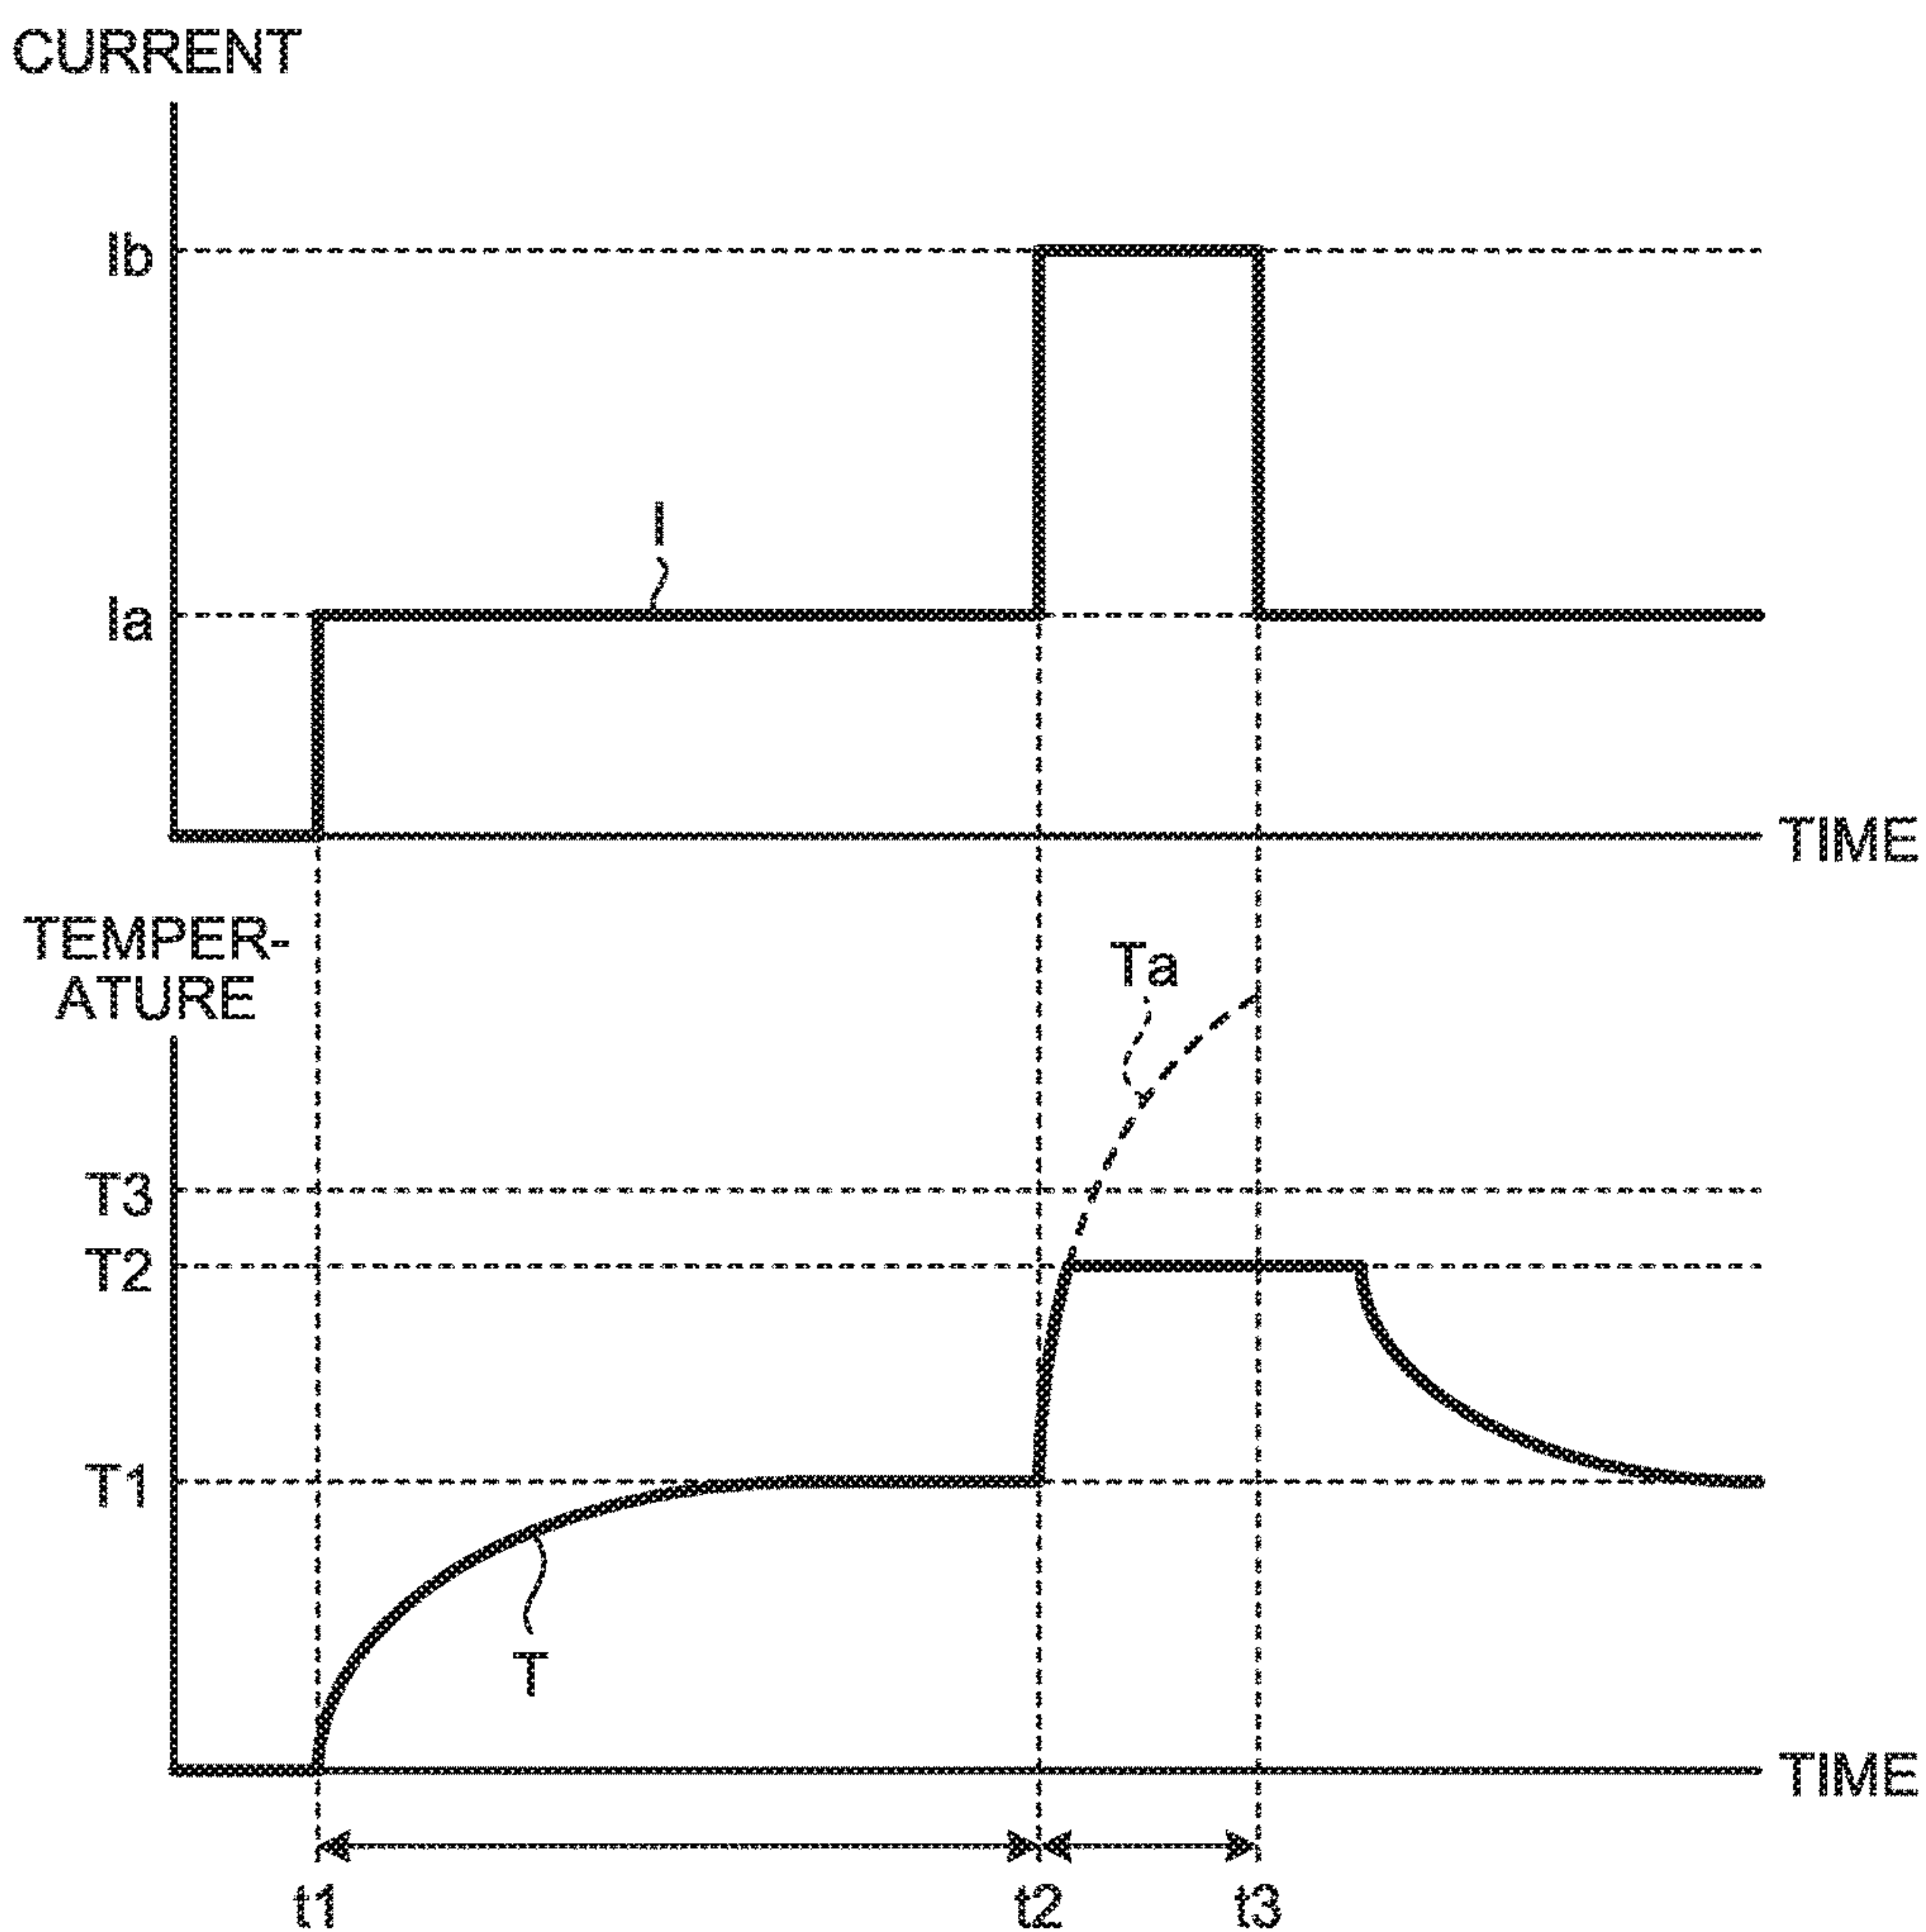 CURRENT
Ib
I
Ia
TIME
TEMPER-
ATURE
Ta
T3
T2
T1
T
TIME
t1 t2 t3